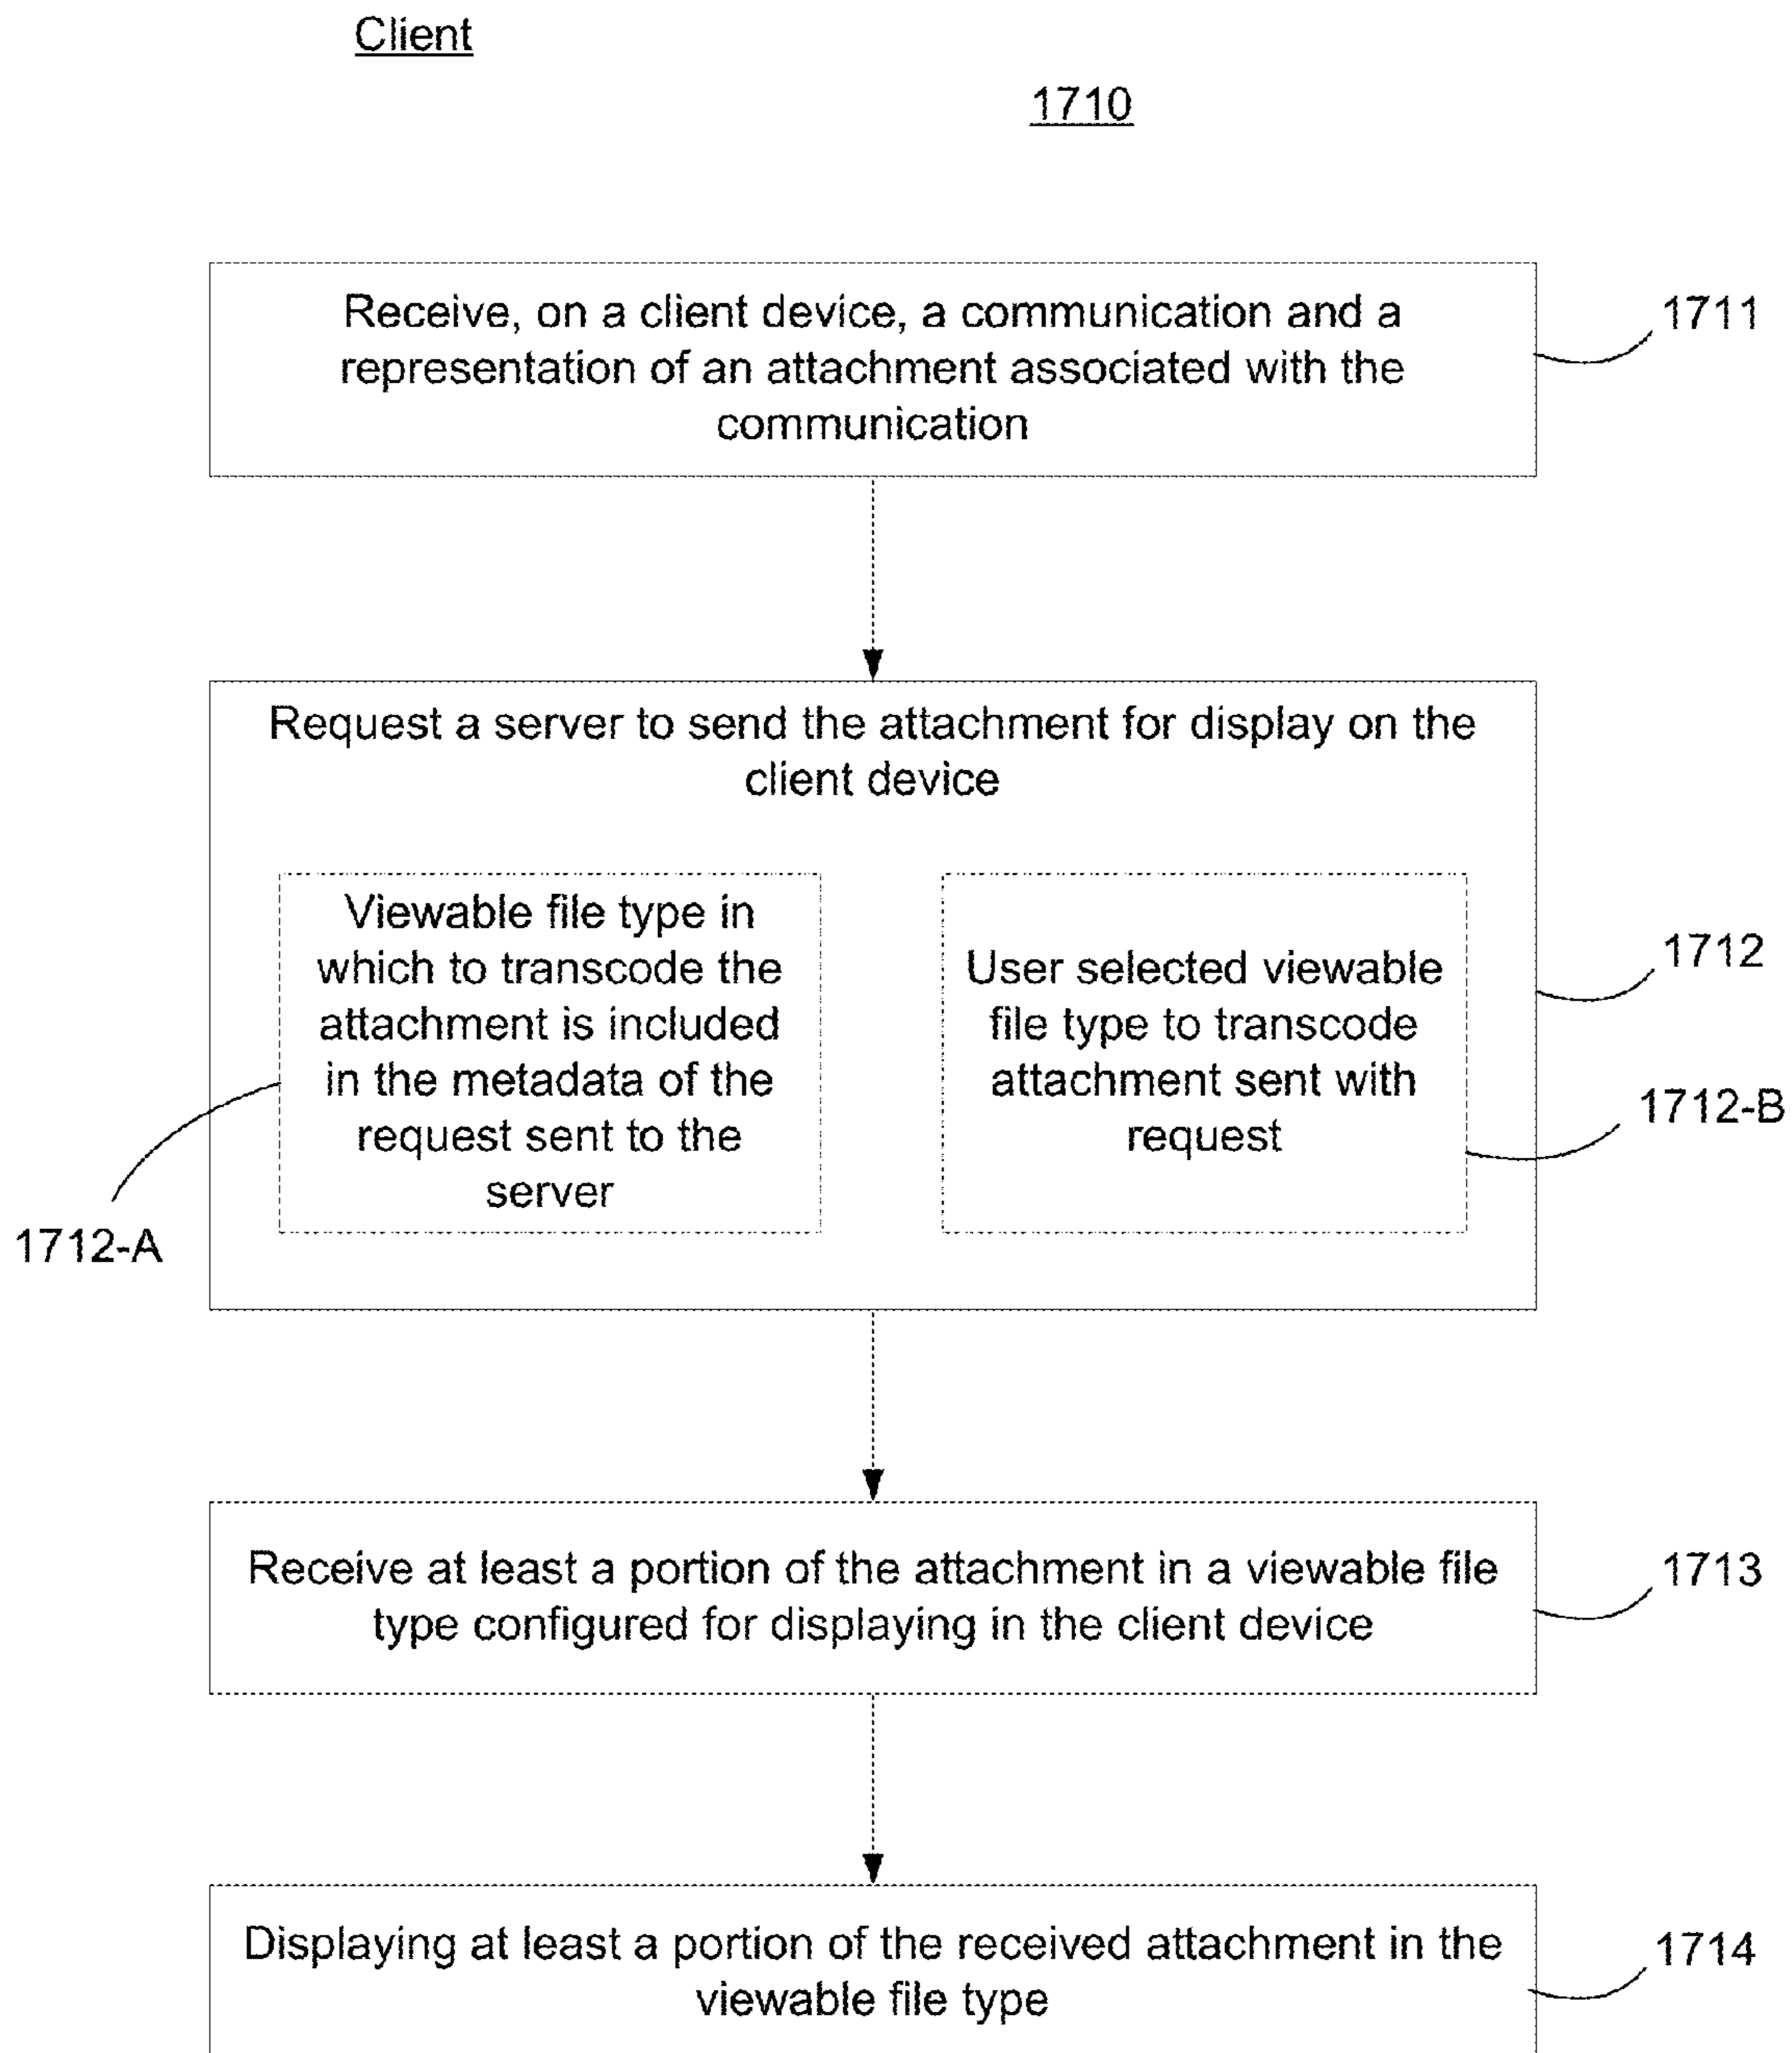 Client
1710
Receive, on a client device, a communication and a
representation of an attachment associated with the
communication
1711
Request a server to send the attachment for display on the
client device
Viewable file type in
which to transcode the
attachment is included
in the metadata of the
request sent to the
server
User selected viewable
file type to transcode
attachment sent with
request
1712
1712-B
1712-A
Receive at least a portion of the attachment in a viewable file
type configured for displaying in the client device
1713
Displaying at least a portion of the received attachment in the
viewable file type
1714